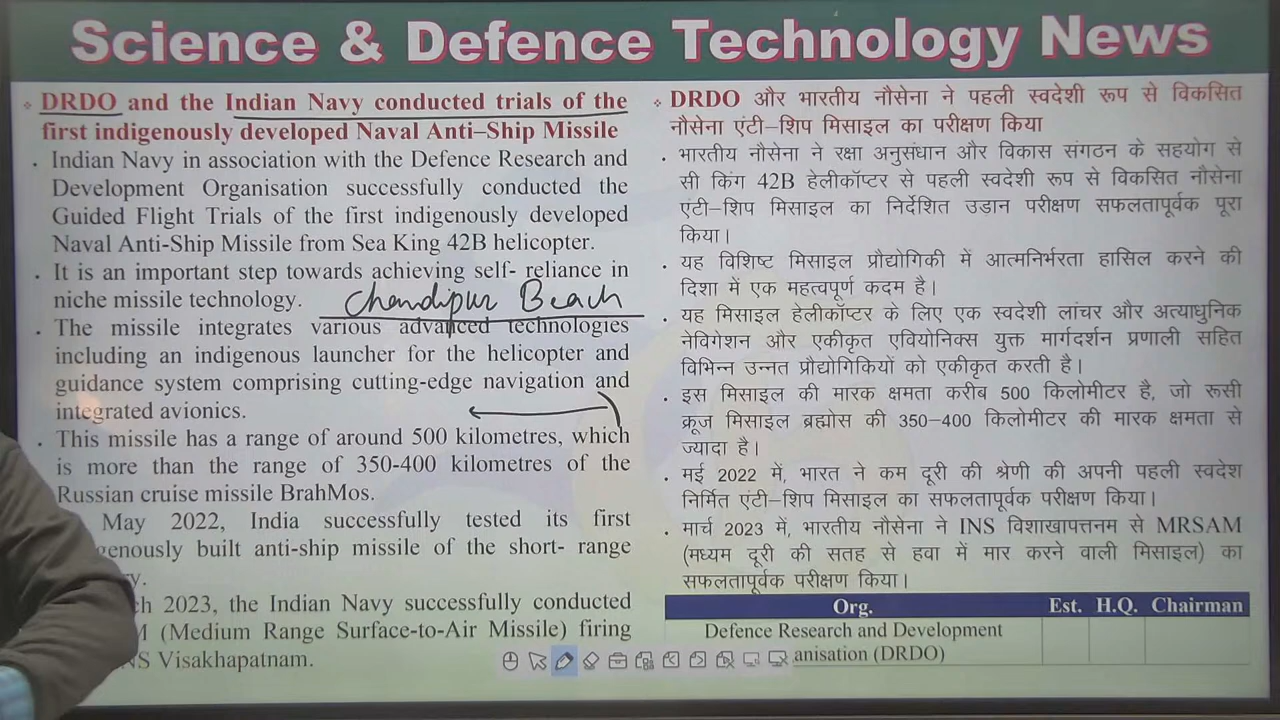 Science & Defence Technology News
DRDO and the Indian Navy conducted trials of the
first indigenously developed Naval Anti–Ship Missile
Indian Navy in association with the Defence Research and
Development Organisation successfully conducted the
Guided Flight Trials of the first indigenously developed
Naval Anti-Ship Missile from Sea King 42B helicopter.
It is an important step towards achieving self- reliance in
niche missile technology.
Chandipur Beach
The missile integrates various advanced technologies
including an indigenous launcher for the helicopter and
guidance system comprising cutting-edge navigation and
integrated avionics.
This missile has a range of around 500 kilometres, which
is more than the range of 350-400 kilometres of the
Russian cruise missile BrahMos.
May 2022, India successfully tested its first
genously built anti-ship missile of the short- range
y.
ch 2023, the Indian Navy successfully conducted
M (Medium Range Surface-to-Air Missile) firing
NS Visakhapatnam.
DRDO और भारतीय नौसेना ने पहली स्वदेशी रूप से विकसित
नौसेना एंटी–शिप मिसाइल का परीक्षण किया
भारतीय नौसेना ने रक्षा अनुसंधान और विकास संगठन के सहयोग से
सी किंग 42B हेलीकॉप्टर से पहली स्वदेशी रूप से विकसित नौसेना
एंटी–शिप मिसाइल का निर्देशित उड़ान परीक्षण सफलतापूर्वक पूरा
किया।
यह विशिष्ट मिसाइल प्रौद्योगिकी में आत्मनिर्भरता हासिल करने की
दिशा में एक महत्वपूर्ण कदम है।
यह मिसाइल हेलीकॉप्टर के लिए एक स्वदेशी लांचर और अत्याधुनिक
नेविगेशन और एकीकृत एवियोनिक्स युक्त मार्गदर्शन प्रणाली सहित
विभिन्न उन्नत प्रौद्योगिकियों को एकीकृत करती है।
इस मिसाइल की मारक क्षमता करीब 500 किलोमीटर है, जो रूसी
क्रूज मिसाइल ब्रह्मोस की 350–400 किलोमीटर की मारक क्षमता से
ज्यादा है।
मई 2022 में, भारत ने कम दूरी की श्रेणी की अपनी पहली स्वदेश
निर्मित एंटी–शिप मिसाइल का सफलतापूर्वक परीक्षण किया।
मार्च 2023 में, भारतीय नौसेना ने INS विशाखापत्तनम से MRSAM
(मध्यम दूरी की सतह से हवा में मार करने वाली मिसाइल) का
सफलतापूर्वक परीक्षण किया।
Org. Est. H.Q. Chairman
Defence Research and Development
anisation (DRDO)